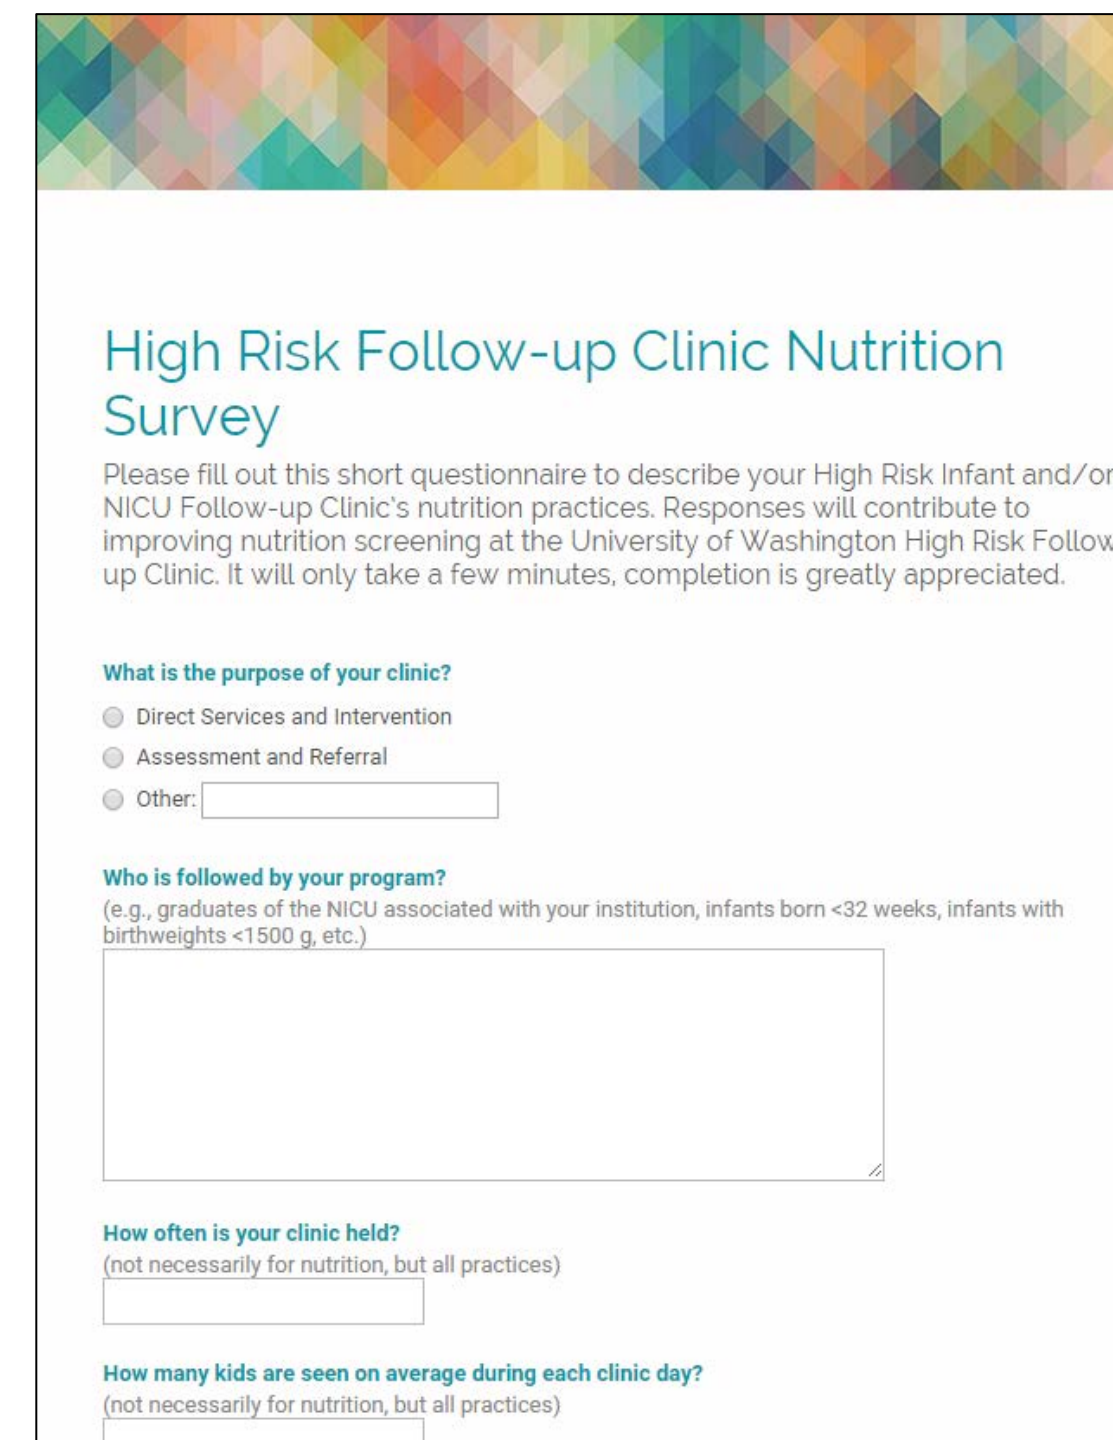 High Risk Follow-up Clinic Nutrition
Survey
Please fill out this short questionnaire to describe your High Risk Infant and/or
NICU Follow-up Clinic's nutrition practices. Responses will contribute to
improving nutrition screening at the University of Washington High Risk Follow
up Clinic. It will only take a few minutes, completion is greatly appreciated.
What is the purpose of your clinic?
Direct Services and Intervention
Assessment and Referral
Other:
Who is followed by your program?
(e.g., graduates of the NICU associated with your institution, infants born <32 weeks, infants with
birthweights <1500 g, etc.)
How often is your clinic held?
(not necessarily for nutrition, but all practices)
How many kids are seen on average during each clinic day?
(not necessarily for nutrition, but all practices)